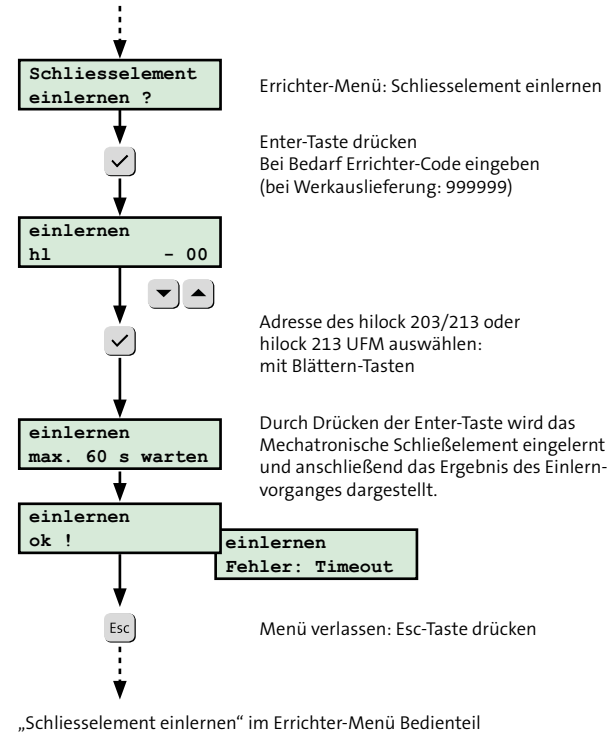 Schliesselement
einlernen ?
Errichter-Menü: Schliesselement einlernen
Enter-Taste drücken
Bei Bedarf Errichter-Code eingeben
(bei Werkauslieferung: 999999)
einlernen
hl - 00
Adresse des hilock 203/213 oder
hilock 213 UFM auswählen:
mit Blättern-Tasten
einlernen
max. 60 s warten
Durch Drücken der Enter-Taste wird das
Mechatronische Schließelement eingelernt
und anschließend das Ergebnis des Einlern-
vorganges dargestellt.
einlernen
ok !
einlernen
Fehler: Timeout
Esc
Menü verlassen: Esc-Taste drücken
„Schliesselement einlernen“ im Errichter-Menü Bedienteil